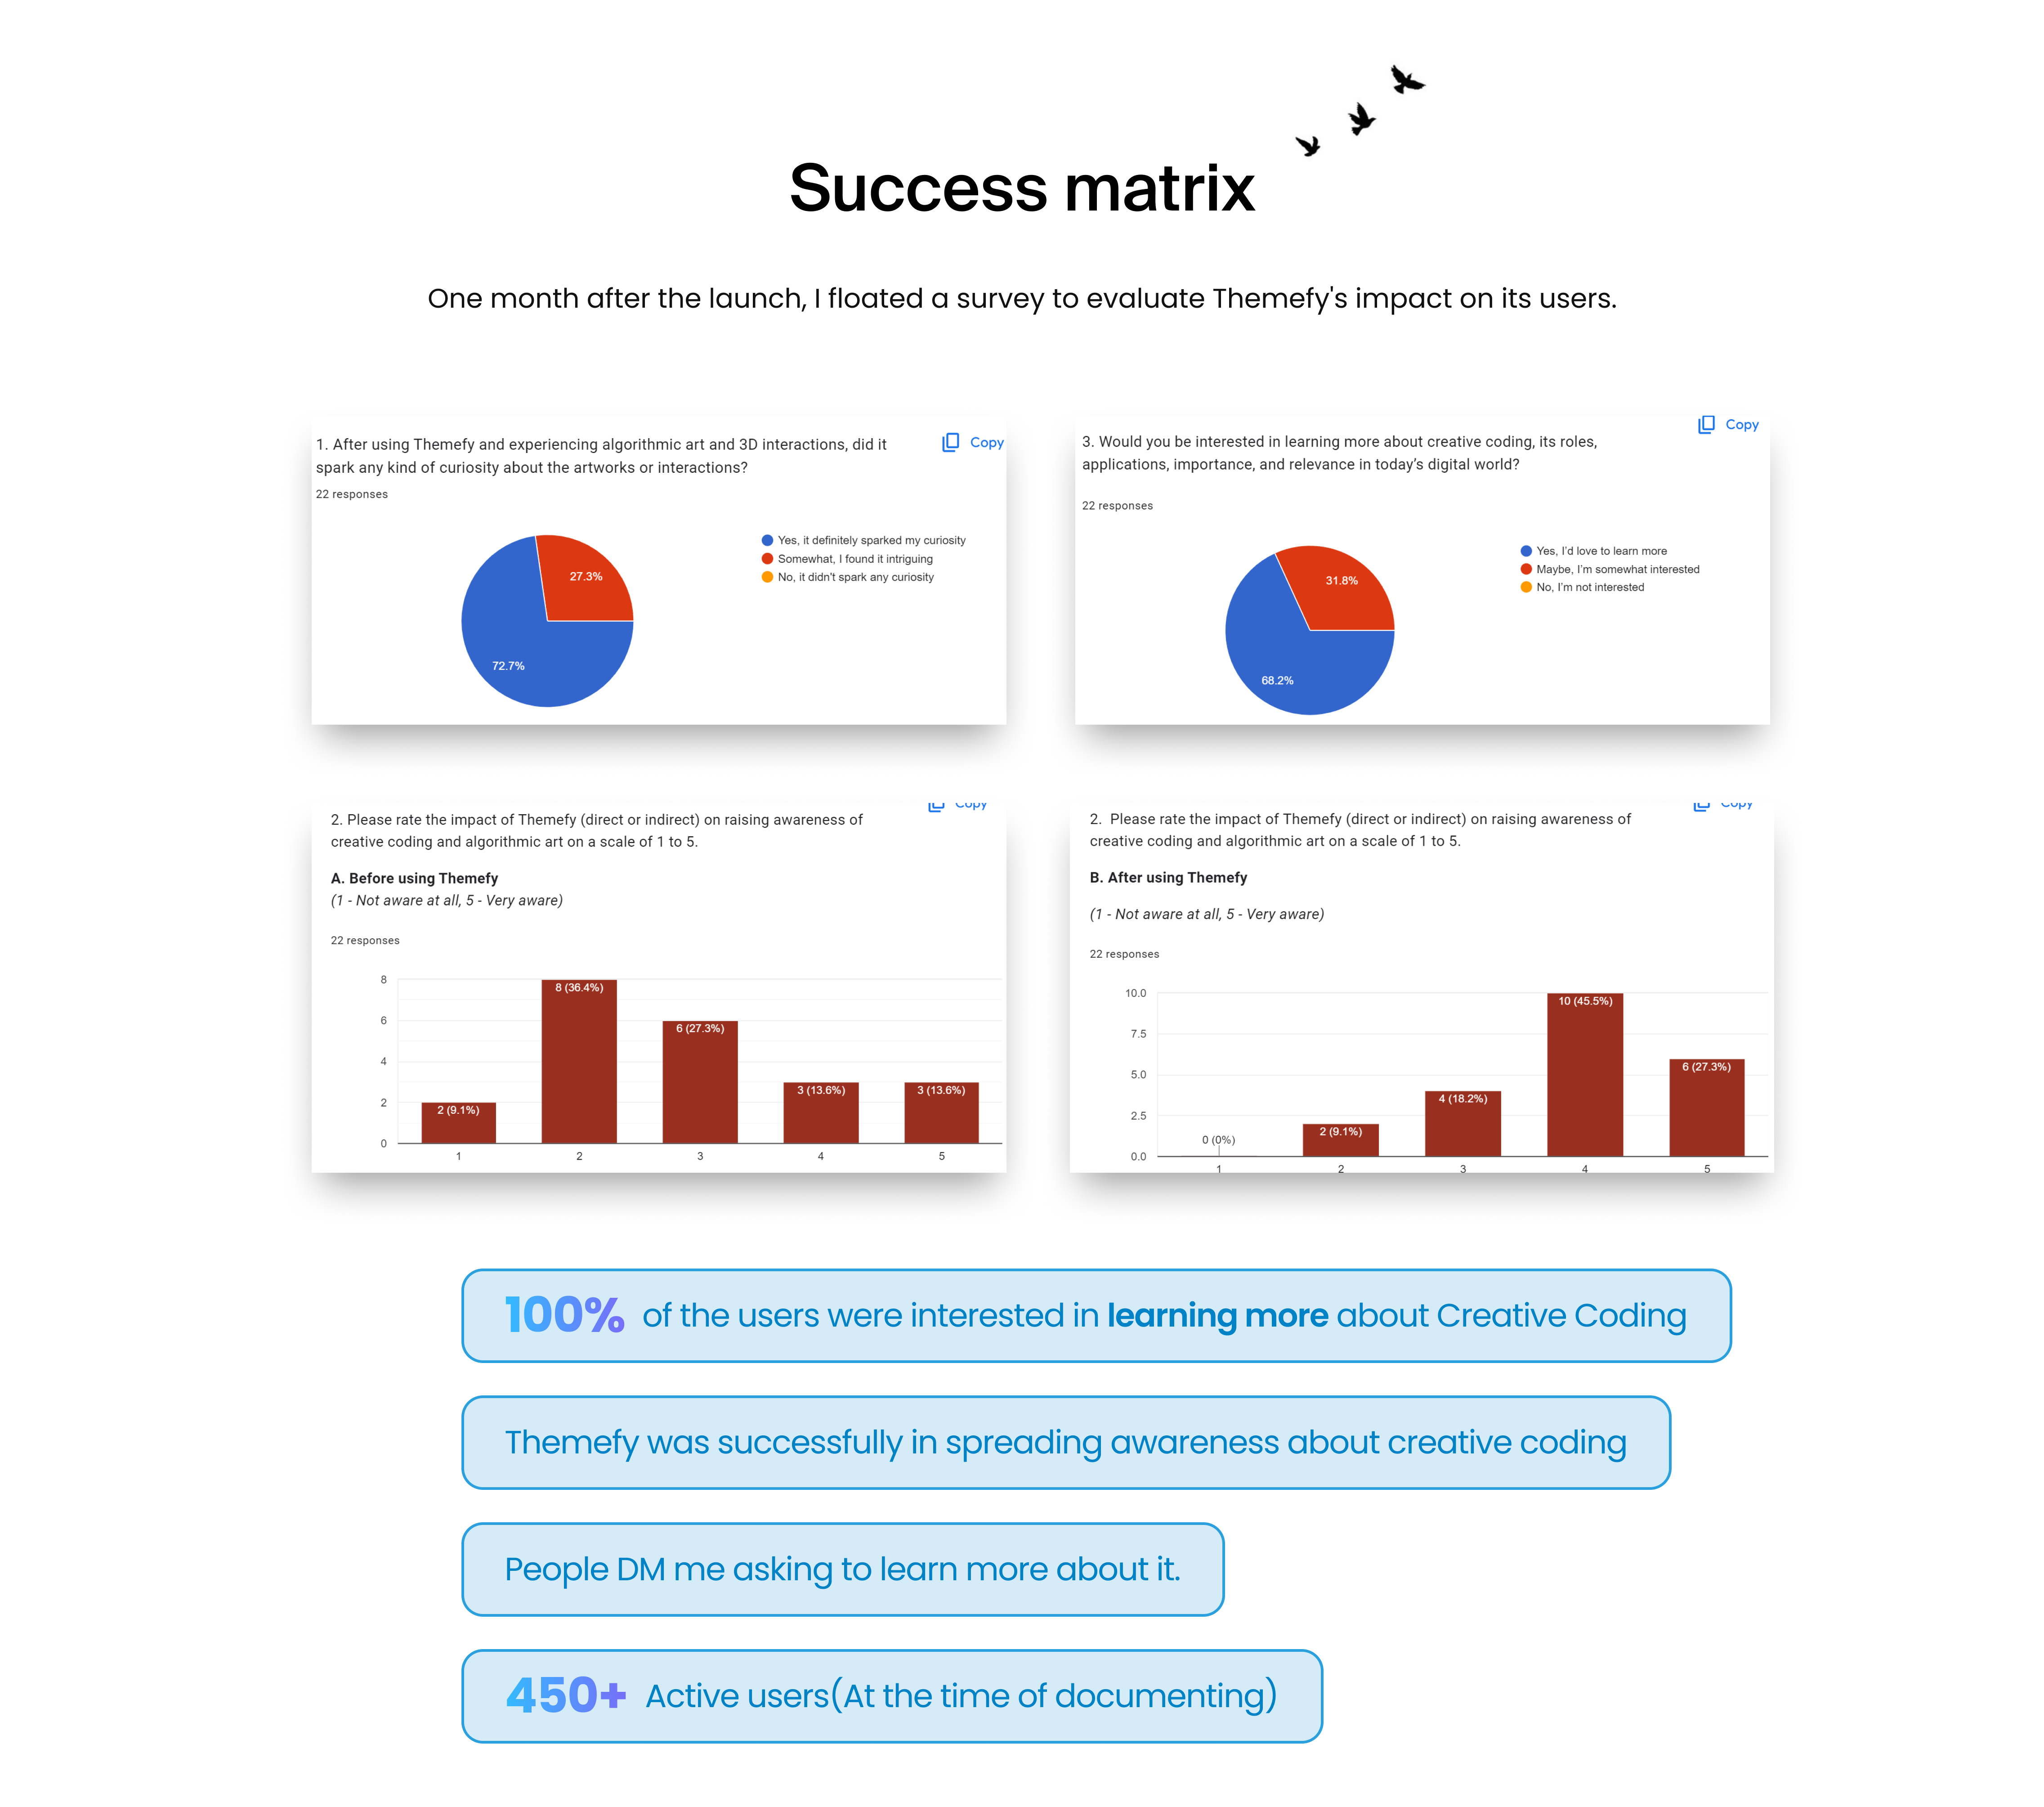 Success matrix
One month after the launch, I floated a survey to evaluate Themefy's impact on its users.
1. After using Themefy and experiencing algorithmic art and 3D interactions, did it
spark any kind of curiosity about the artworks or interactions?
Copy
22 responses
27.3%
72.7%
Yes, it definitely sparked my curiosity
Somewhat, I found it intriguing
No, it didn't spark any curiosity
Copy
3. Would you be interested in learning more about creative coding, its roles,
applications, importance, and relevance in today’s digital world?
22 responses
31.8%
68.2%
Yes, I’d love to learn more
Maybe, I’m somewhat interested
No, I’m not interested
Copy
2. Please rate the impact of Themefy (direct or indirect) on raising awareness of
creative coding and algorithmic art on a scale of 1 to 5.
A. Before using Themefy
(1 - Not aware at all, 5 - Very aware)
22 responses
8
6
4
2
0
2 (9.1%)
8 (36.4%)
6 (27.3%)
3 (13.6%)
3 (13.6%)
1
2
3
4
5
Copy
2. Please rate the impact of Themefy (direct or indirect) on raising awareness of
creative coding and algorithmic art on a scale of 1 to 5.
B. After using Themefy
(1 - Not aware at all, 5 - Very aware)
22 responses
10.0
7.5
5.0
2.5
0.0
0 (0%)
2 (9.1%)
4 (18.2%)
10 (45.5%)
6 (27.3%)
1
2
3
4
5
100% of the users were interested in learning more about Creative Coding
Themefy was successfully in spreading awareness about creative coding
People DM me asking to learn more about it.
450+ Active users(At the time of documenting)